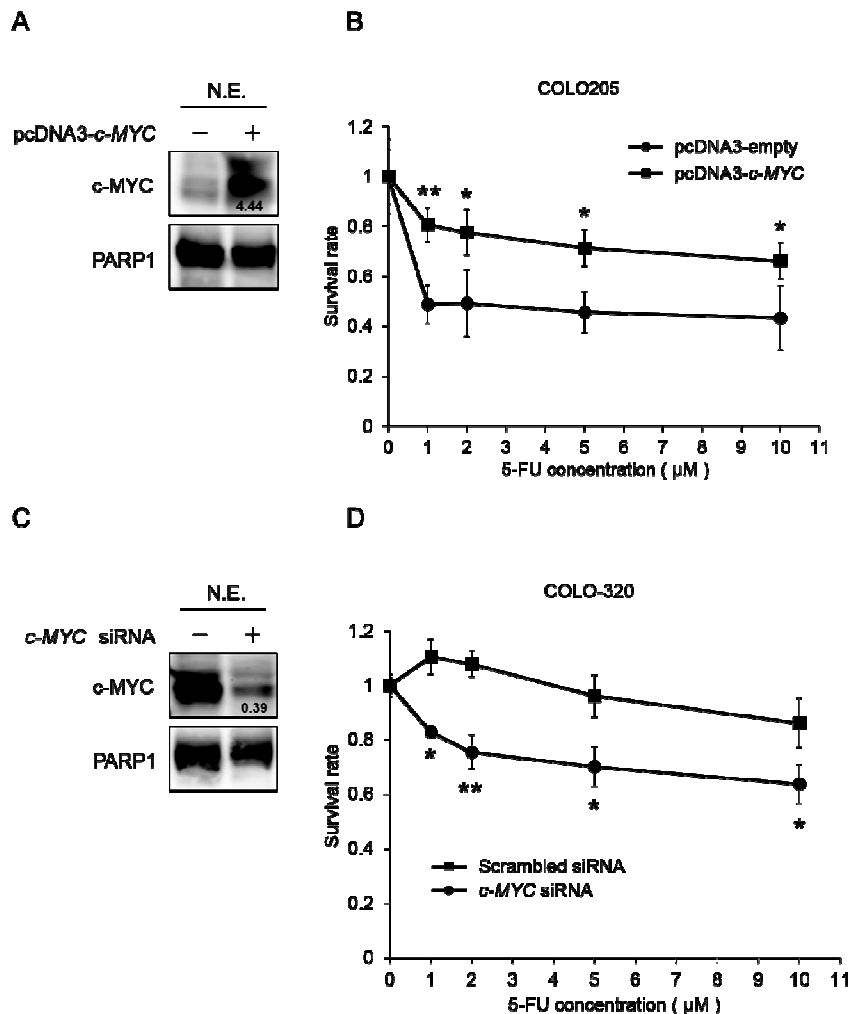 A
N.E.
pcDNA3-c-MYC − +
c-MYC
4.44
PARP1
B
COLO205
pcDNA3-empty
pcDNA3-c-MYC
Survival rate
1.2
1
0.8
0.6
0.4
0.2
0
** * * *
0 1 2 3 4 5 6 7 8 9 10 11
5-FU concentration ( µM )
C
N.E.
c-MYC siRNA − +
c-MYC
0.39
PARP1
D
COLO-320
Survival rate
1.2
1
0.8
0.6
0.4
0.2
0
* ** * *
Scrambled siRNA
c-MYC siRNA
0 1 2 3 4 5 6 7 8 9 10 11
5-FU concentration ( µM )